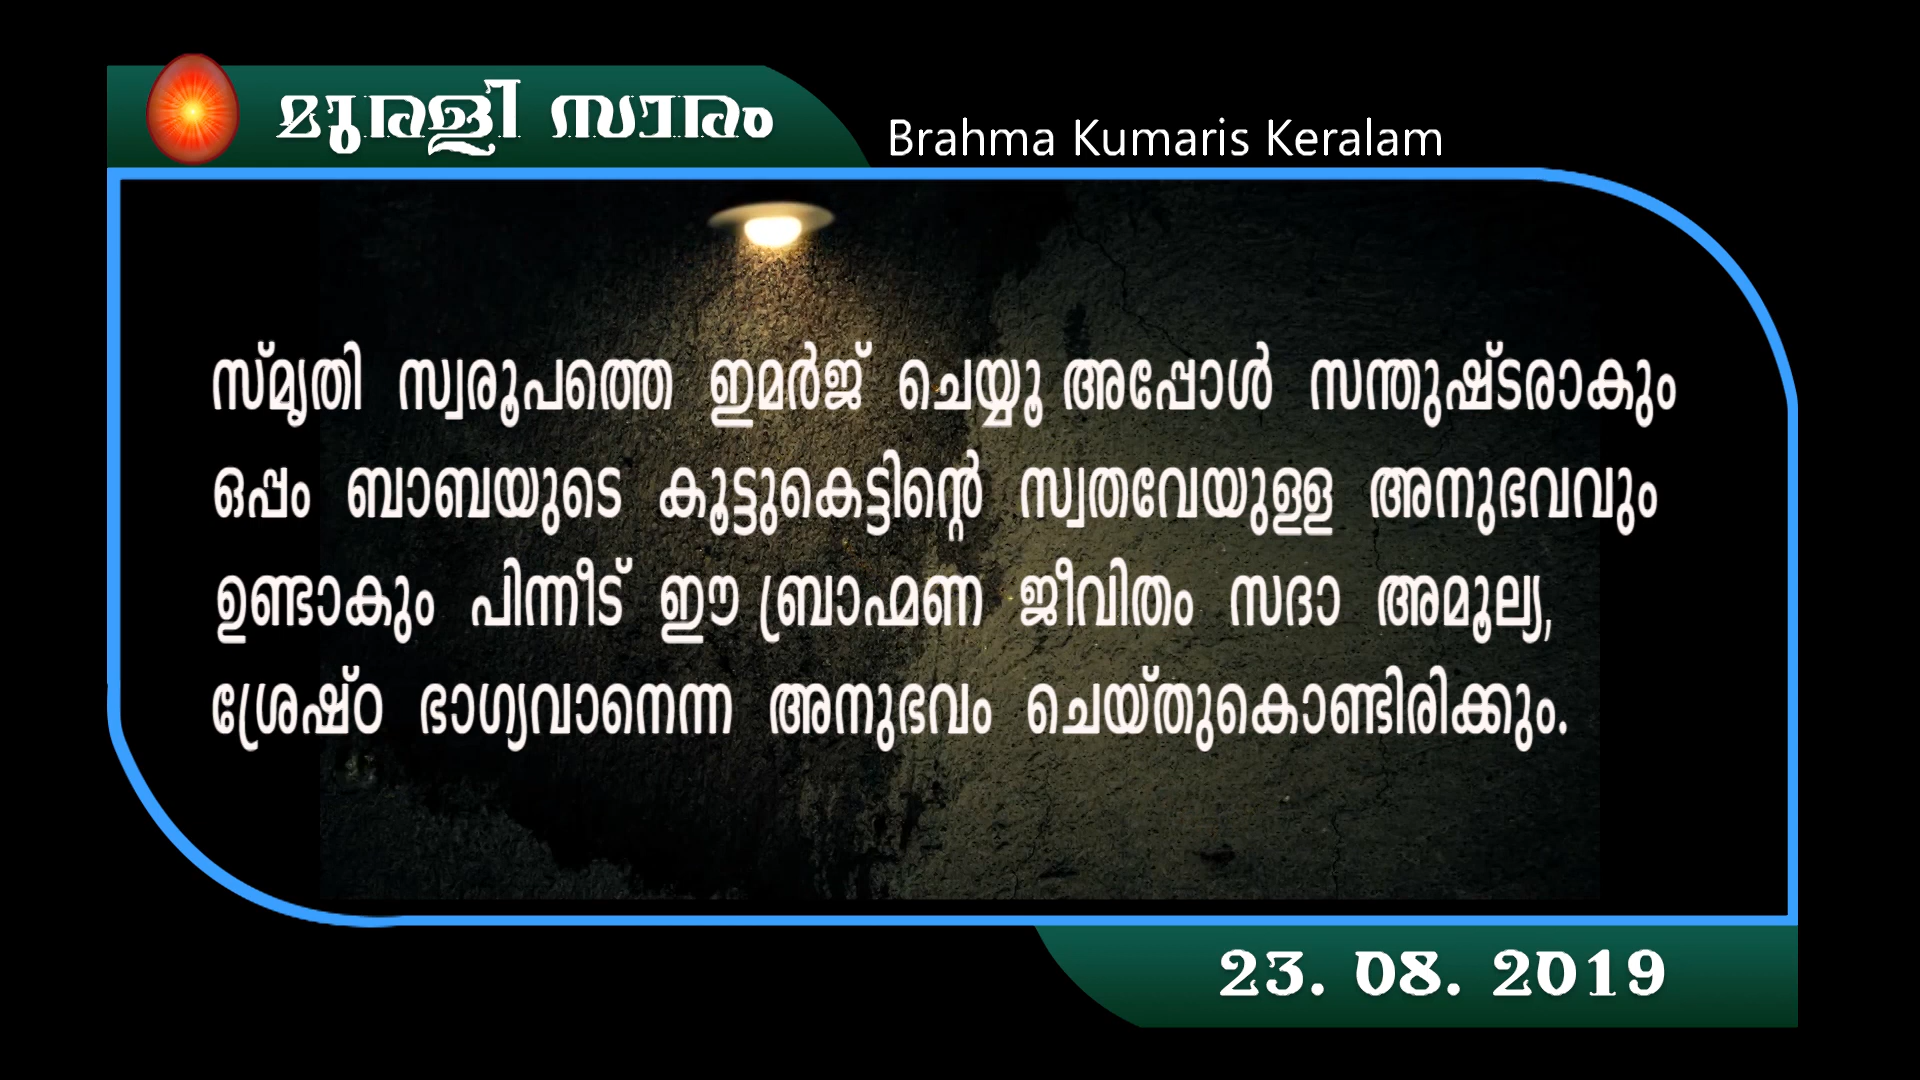 മുരളി സാരം
Brahma Kumaris Keralam
സ്മൃതി സ്വരൂപത്തെ ഇമർജ് ചെയ്യൂ അപ്പോൾ സന്തുഷ്ടരാകും
ഒപ്പം ബാബയുടെ കൂട്ടുകെട്ടിന്റെ സ്വതവേയുള്ള അനുഭവവും
ഉണ്ടാകും പിന്നീട് ഈ ബ്രാഹ്മണ ജീവിതം സദാ അമൂല്യ,
ശ്രേഷ്ഠ ഭാഗ്യവാനെന്ന അനുഭവം ചെയ്തുകൊണ്ടിരിക്കും.
23. 08. 2019